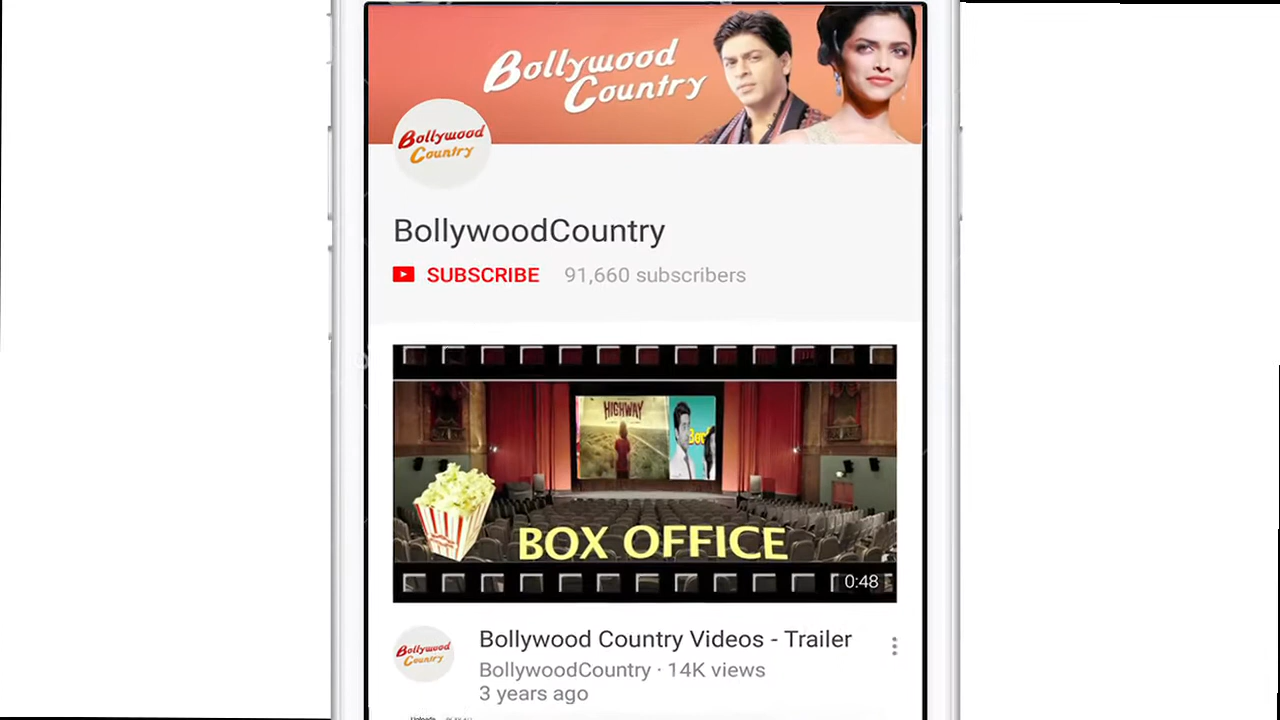 Bollywood
Country
Bollywood
Country
BollywoodCountry
SUBSCRIBE 91,660 subscribers
HIGHWAY
BOX OFFICE
0:48
Bollywood Country Videos - Trailer
Bollywood
Country
BollywoodCountry · 14K views
3 years ago